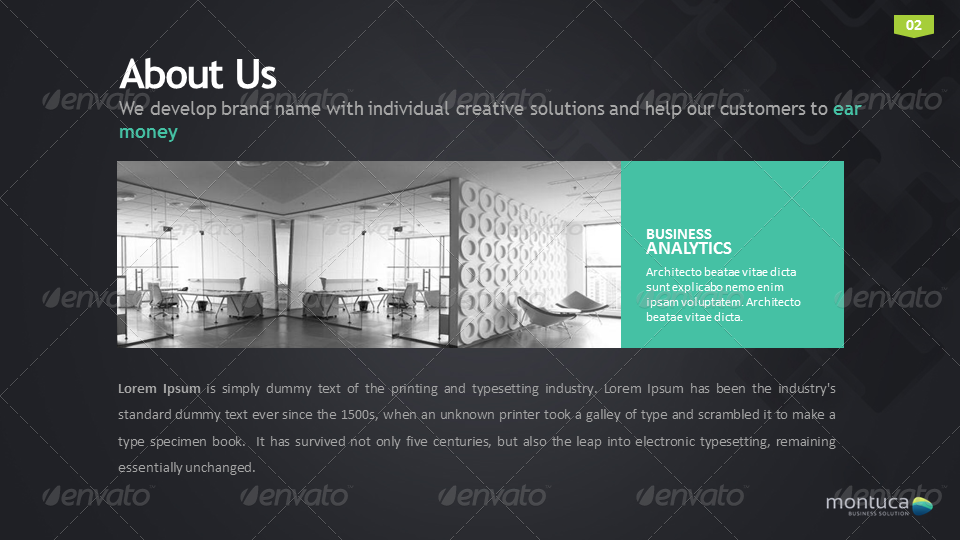 02
About Us
We develop brand name with individual creative solutions and help our customers to ear
money
BUSINESS
ANALYTICS
Architecto beatae vitae dicta
sunt explicabo nemo enim
ipsam voluptatem. Architecto
beatae vitae dicta.
Lorem Ipsum is simply dummy text of the printing and typesetting industry. Lorem Ipsum has been the industry's
standard dummy text ever since the 1500s, when an unknown printer took a galley of type and scrambled it to make a
type specimen book. It has survived not only five centuries, but also the leap into electronic typesetting, remaining
essentially unchanged.
montuca
BUSINESS SOLUTION
envato envato envato envato envato
envato envato envato envato envato
envato envato envato envato